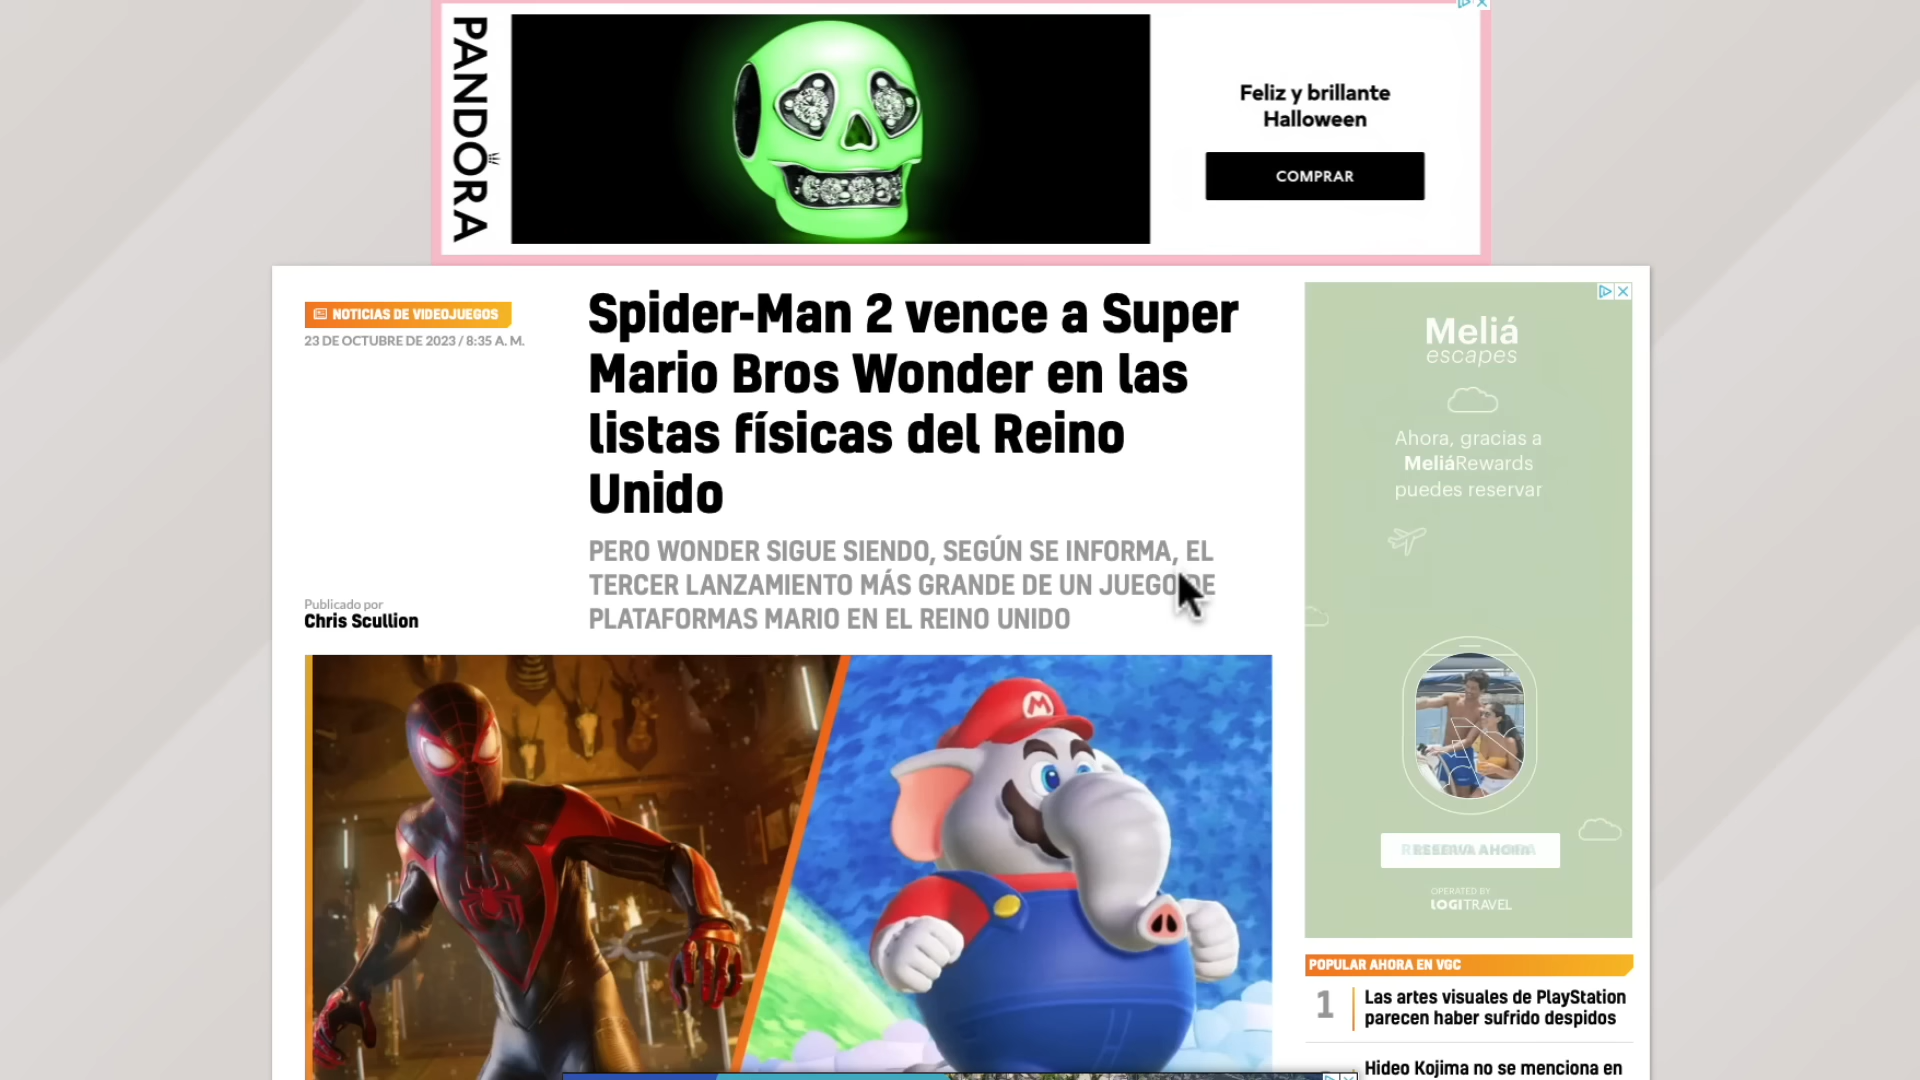 PANDORA
Feliz y brillante
Halloween
COMPRAR
NOTICIAS DE VIDEOJUEGOS
23 DE OCTUBRE DE 2023 / 8:35 A. M.
Spider-Man 2 vence a Super
Mario Bros Wonder en las
listas físicas del Reino
Unido
PERO WONDER SIGUE SIENDO, SEGÚN SE INFORMA, EL
TERCER LANZAMIENTO MÁS GRANDE DE UN JUEGO DE
PLATAFORMAS MARIO EN EL REINO UNIDO
Publicado por
Chris Scullion
M
Meliá
escapes
Ahora, gracias a
MeliáRewards
puedes reservar
RESERVA AHORA
OPERATED BY
LOGITRAVEL
POPULAR AHORA EN VGC
1
Las artes visuales de PlayStation
parecen haber sufrido despidos
Hideo Kojima no se menciona en